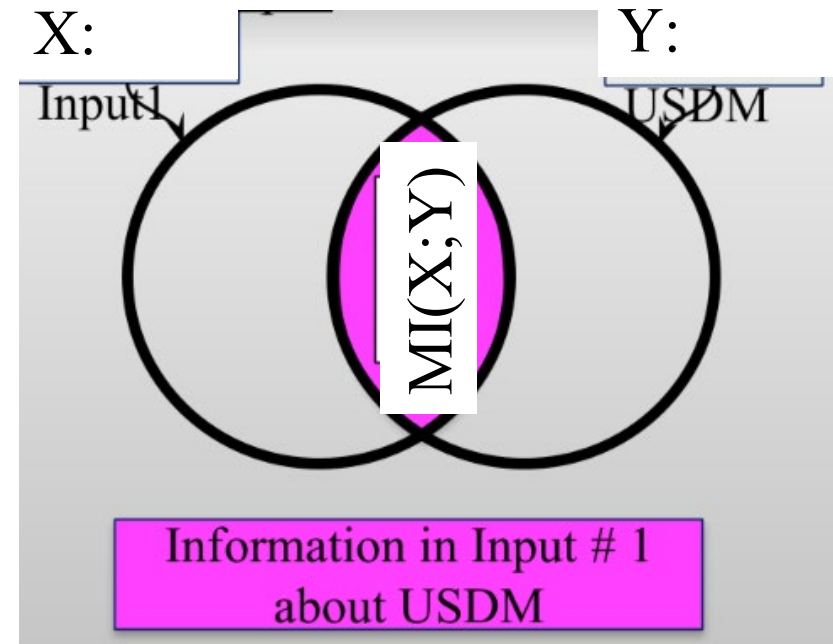 X:
Y:
Input1
USDM
MI(X;Y)
Information in Input # 1
about USDM